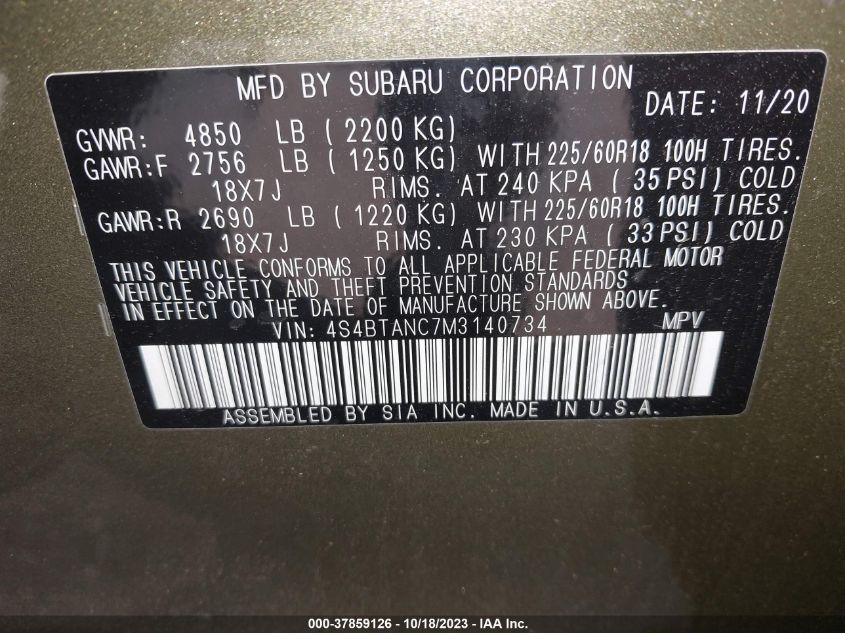 MFD BY SUBARU CORPORATION
DATE: 11/20
GVWR: 4850 LB ( 2200 KG)
GAWR:F 2756 LB ( 1250 KG) WITH 225/60R18 100H TIRES.
18X7J RIMS. AT 240 KPA ( 35 PSI) COLD
GAWR:R 2690 LB ( 1220 KG) WITH 225/60R18 100H TIRES.
18X7J RIMS. AT 230 KPA ( 33 PSI) COLD
THIS VEHICLE CONFORMS TO ALL APPLICABLE FEDERAL MOTOR
VEHICLE SAFETY AND THEFT PREVENTION STANDARDS
IN EFFECT ON THE DATE OF MANUFACTURE SHOWN ABOVE.
VIN: 4S4BTANC7M3140734 MPV
ASSEMBLED BY SIA INC. MADE IN U.S.A.
000-37859126 - 10/18/2023 - IAA Inc.